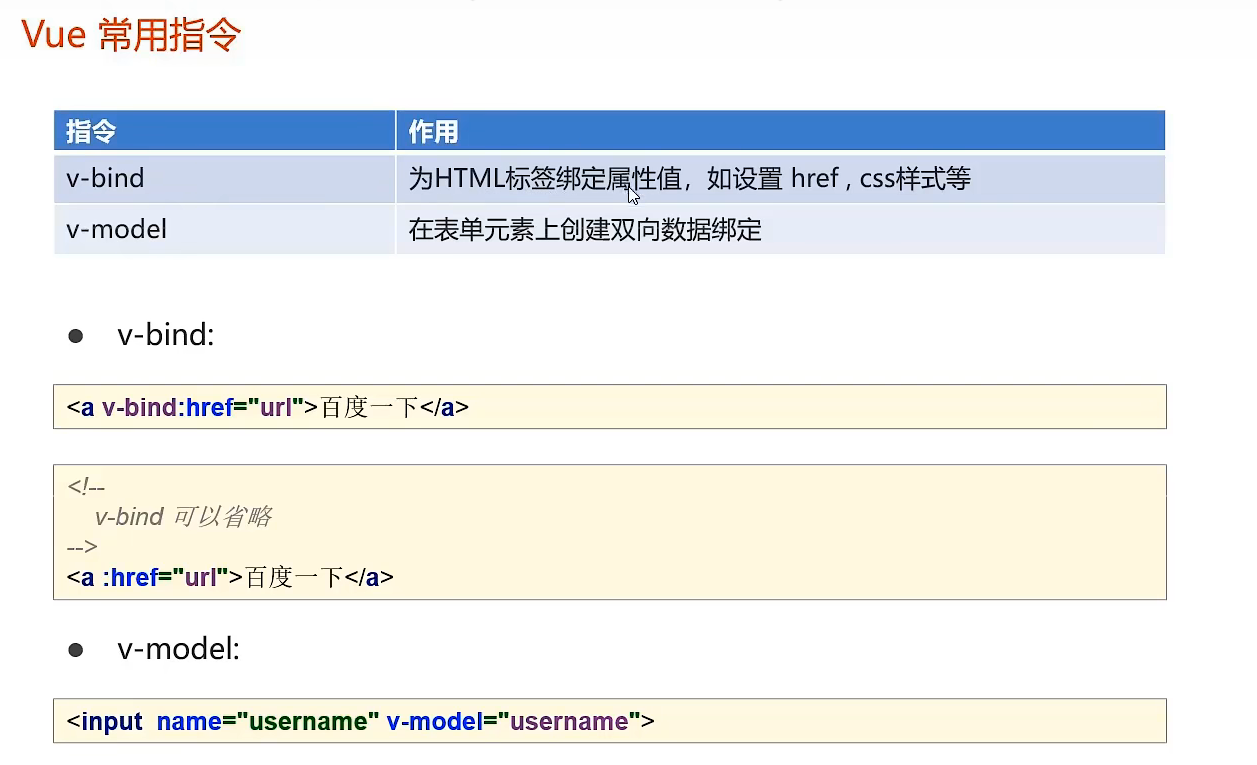 Vue 常用指令
指令 作用
v-bind 为HTML标签绑定属性值，如设置 href , css样式等
v-model 在表单元素上创建双向数据绑定
● v-bind:
<a v-bind:href="url">百度一下</a>
<!--
v-bind 可以省略
-->
<a :href="url">百度一下</a>
● v-model:
<input name="username" v-model="username">